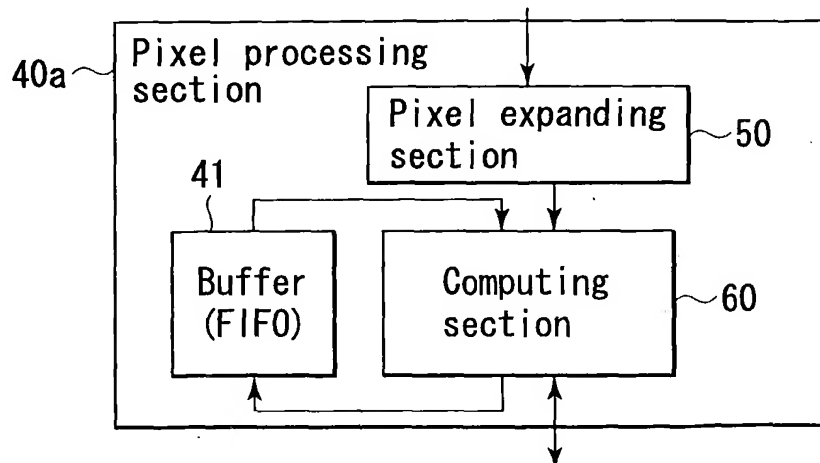 Pixel processing
section
40a
Pixel expanding
section
50
41
Buffer
(FIFO)
Computing
section
60